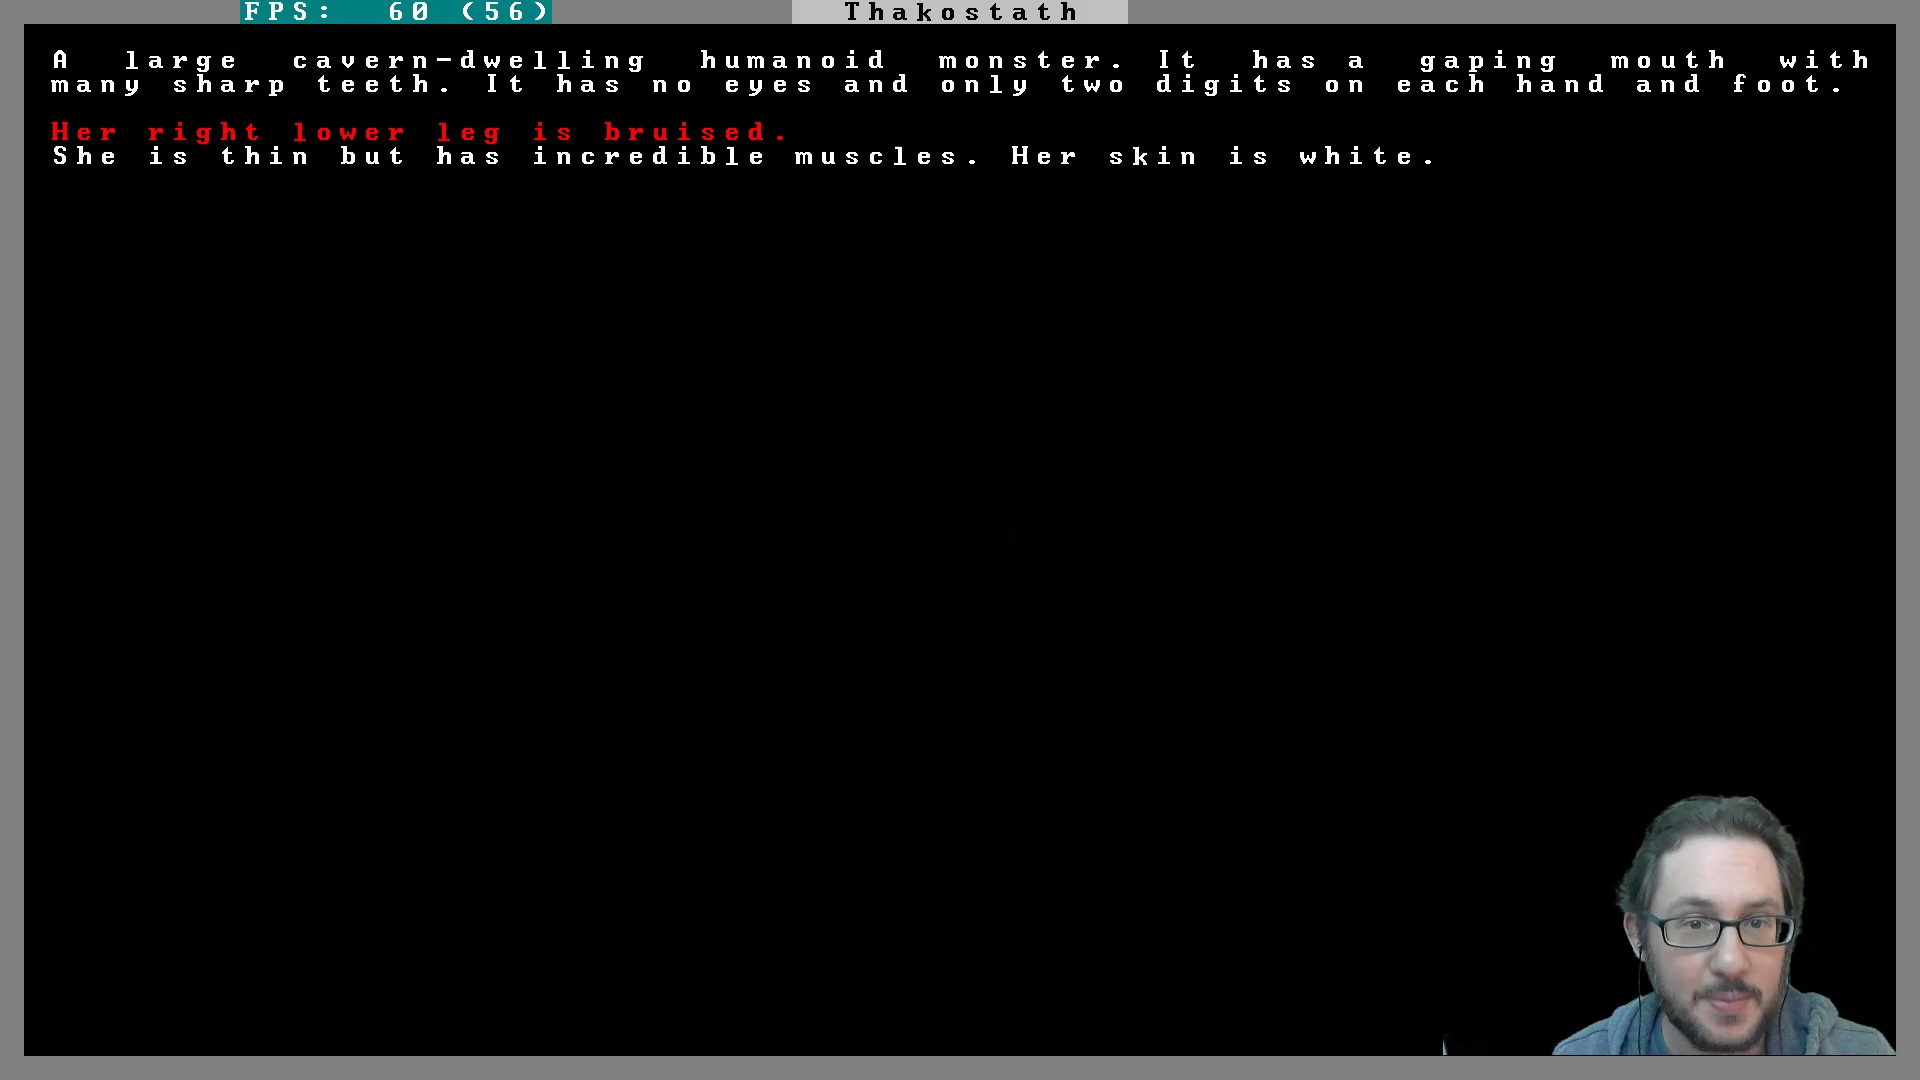 FPS: 60 (56) Thakostath
A large cavern-dwelling humanoid monster. It has a gaping mouth with
many sharp teeth. It has no eyes and only two digits on each hand and foot.
Her right lower leg is bruised.
She is thin but has incredible muscles. Her skin is white.